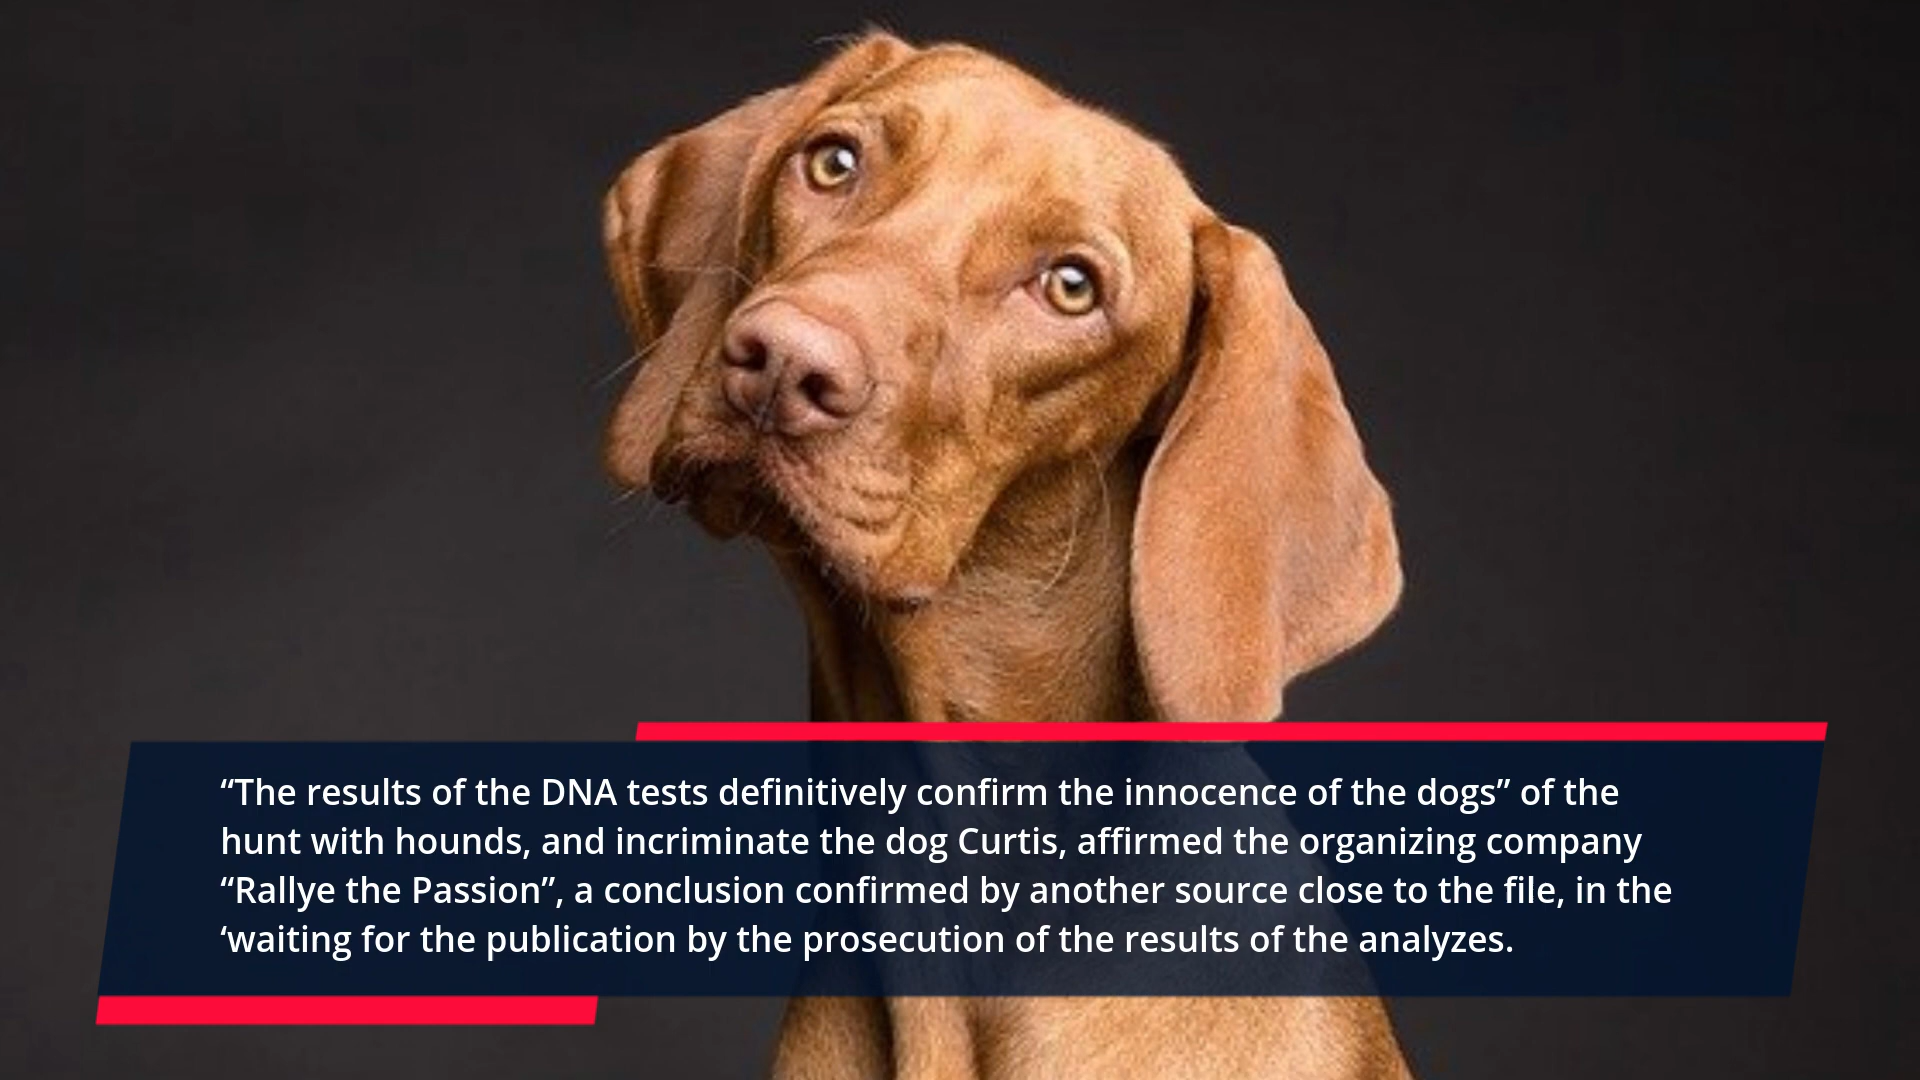 “The results of the DNA tests definitively confirm the innocence of the dogs” of the
hunt with hounds, and incriminate the dog Curtis, affirmed the organizing company
“Rallye the Passion”, a conclusion confirmed by another source close to the file, in the
‘waiting for the publication by the prosecution of the results of the analyzes.